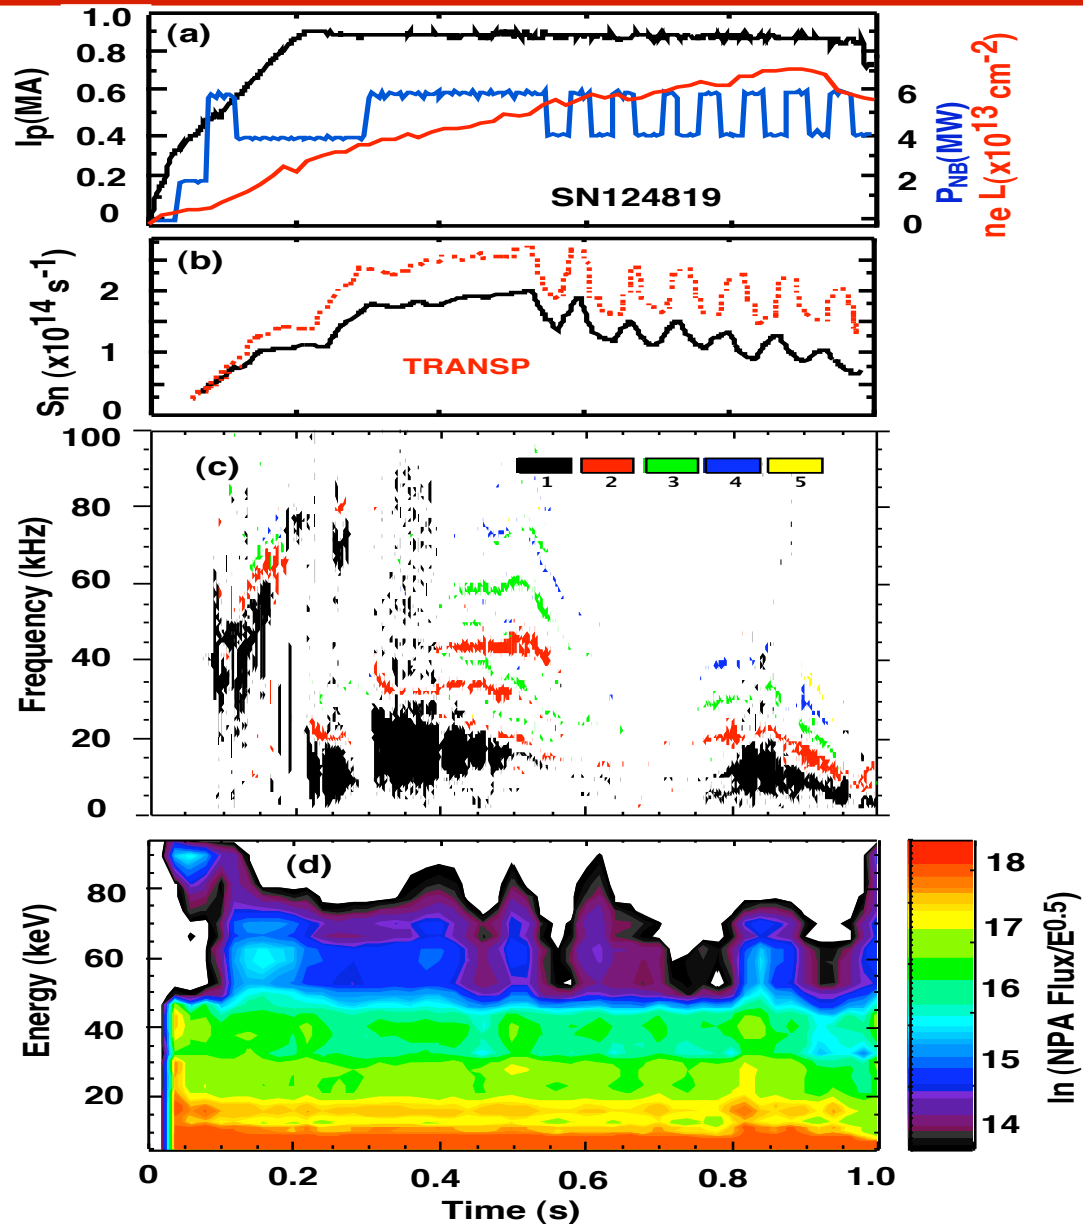 (a)
Ip(MA)
1.0
0.8
0.6
0.4
0.2
0
SN124819
6
4
2
0
PNB(MW)
ne L(x10^13 cm^-2)
(b)
Sn (x10^14 s^-1)
2
1
0
TRANSP
(c)
Frequency (kHz)
100
80
60
40
20
0
1 2 3 4 5
(d)
Energy (keV)
80
60
40
20
0 0.2 0.4 0.6 0.8 1.0
Time (s)
18
17
16
15
14
ln (NPA Flux/E^0.5)